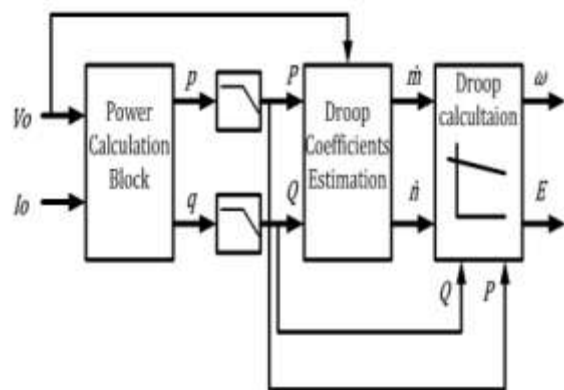 Vo
Io
Power
Calculation
Block
p
q
P
Q
Droop
Coefficients
Estimation
ṁ
ṅ
Droop
calcultaion
ω
E
Q
P